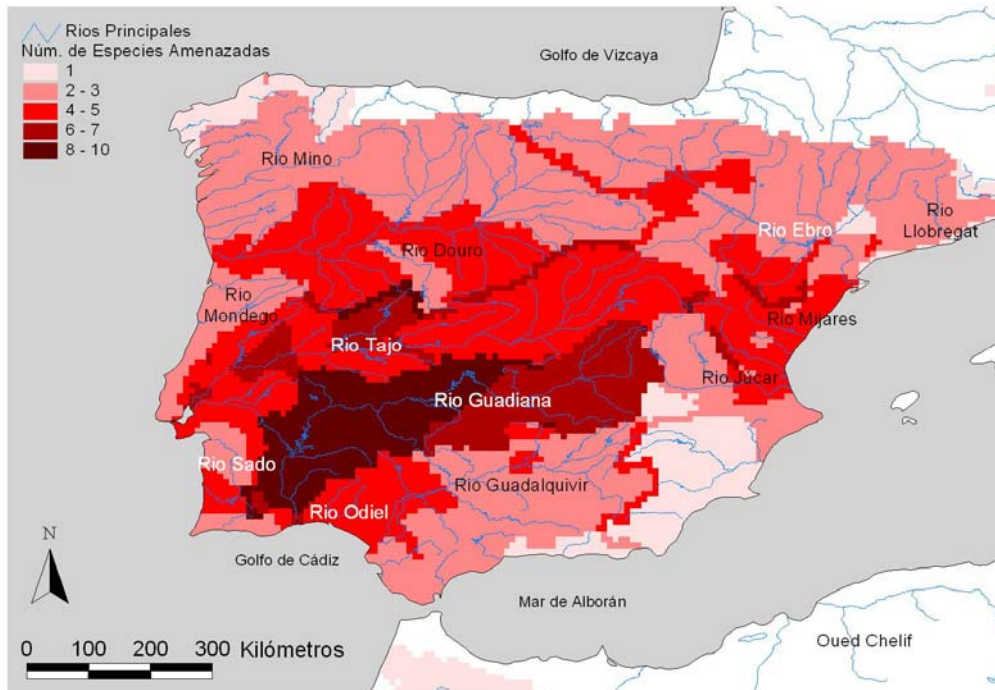 Rios Principales
Núm. de Especies Amenazadas
1
2 - 3
4 - 5
6 - 7
8 - 10
Golfo de Vizcaya
Rio Mino
Rio Llobregat
Rio Ebro
Rio Douro
Rio Mondego
Rio Mijares
Rio Tajo
Rio Júcar
Rio Guadiana
Rio Sado
Rio Guadalquivir
Rio Odiel
Golfo de Cádiz
N
Mar de Alborán
Oued Chelif
0 100 200 300 Kilómetros